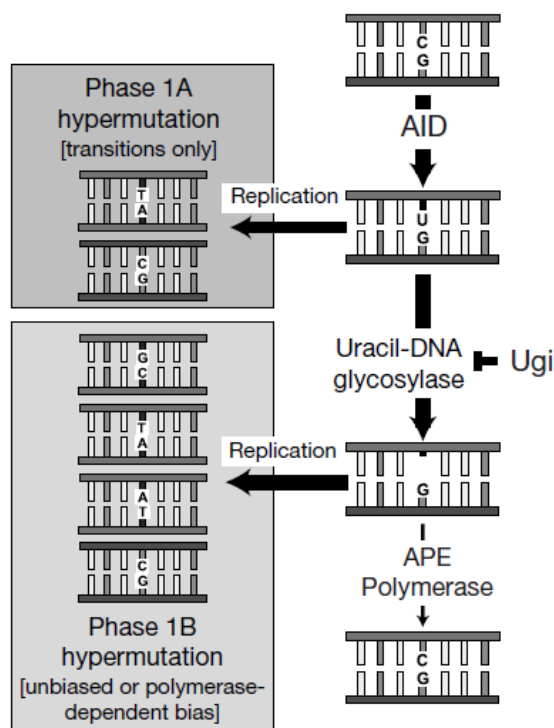 C
G
AID
Phase 1A
hypermutation
[transitions only]
T
A
C
G
Replication
U
G
Uracil-DNA
glycosylase
Ugi
G
C
T
A
A
T
C
G
Phase 1B
hypermutation
[unbiased or polymerase-
dependent bias]
Replication
G
APE
Polymerase
C
G